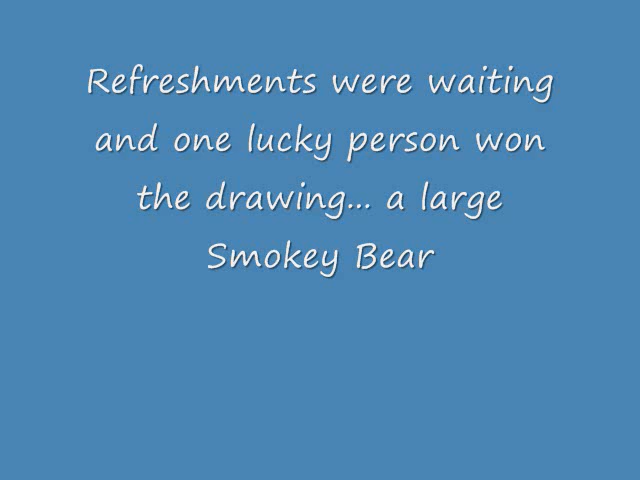 Refreshments were waiting
and one lucky person won
the drawing... a large
Smokey Bear